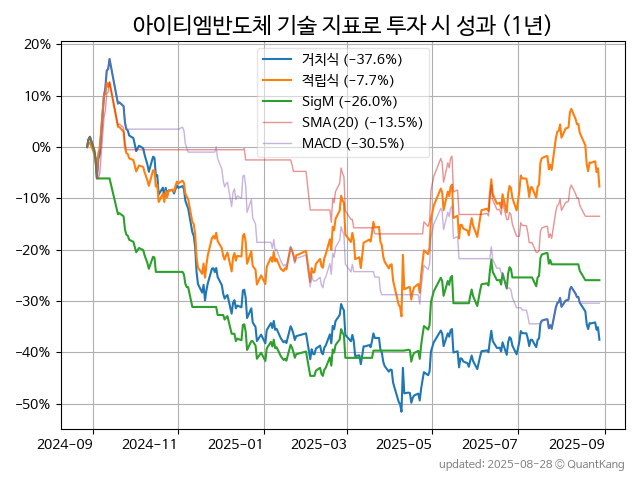 아이티엠반도체 기술 지표로 투자 시 성과 (1년)
20%
10%
0%
−10%
−20%
−30%
−40%
−50%
거치식 (−37.6%)
적립식 (−7.7%)
SigM (−26.0%)
SMA(20) (−13.5%)
MACD (−30.5%)
2024-09 2024-11 2025-01 2025-03 2025-05 2025-07 2025-09
updated: 2025-08-28 © QuantKang